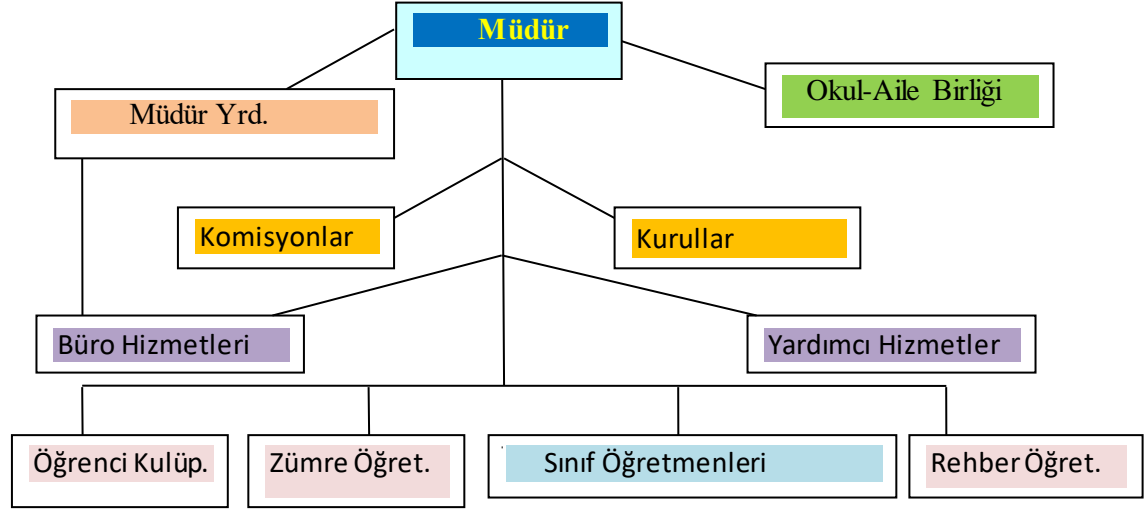 Müdür
Müdür Yrd.
Okul-Aile Birliği
Komisyonlar
Kurullar
Büro Hizmetleri
Yardımcı Hizmetler
Öğrenci Kulüp.
Zümre Öğret.
Sınıf Öğretmenleri
Rehber Öğret.